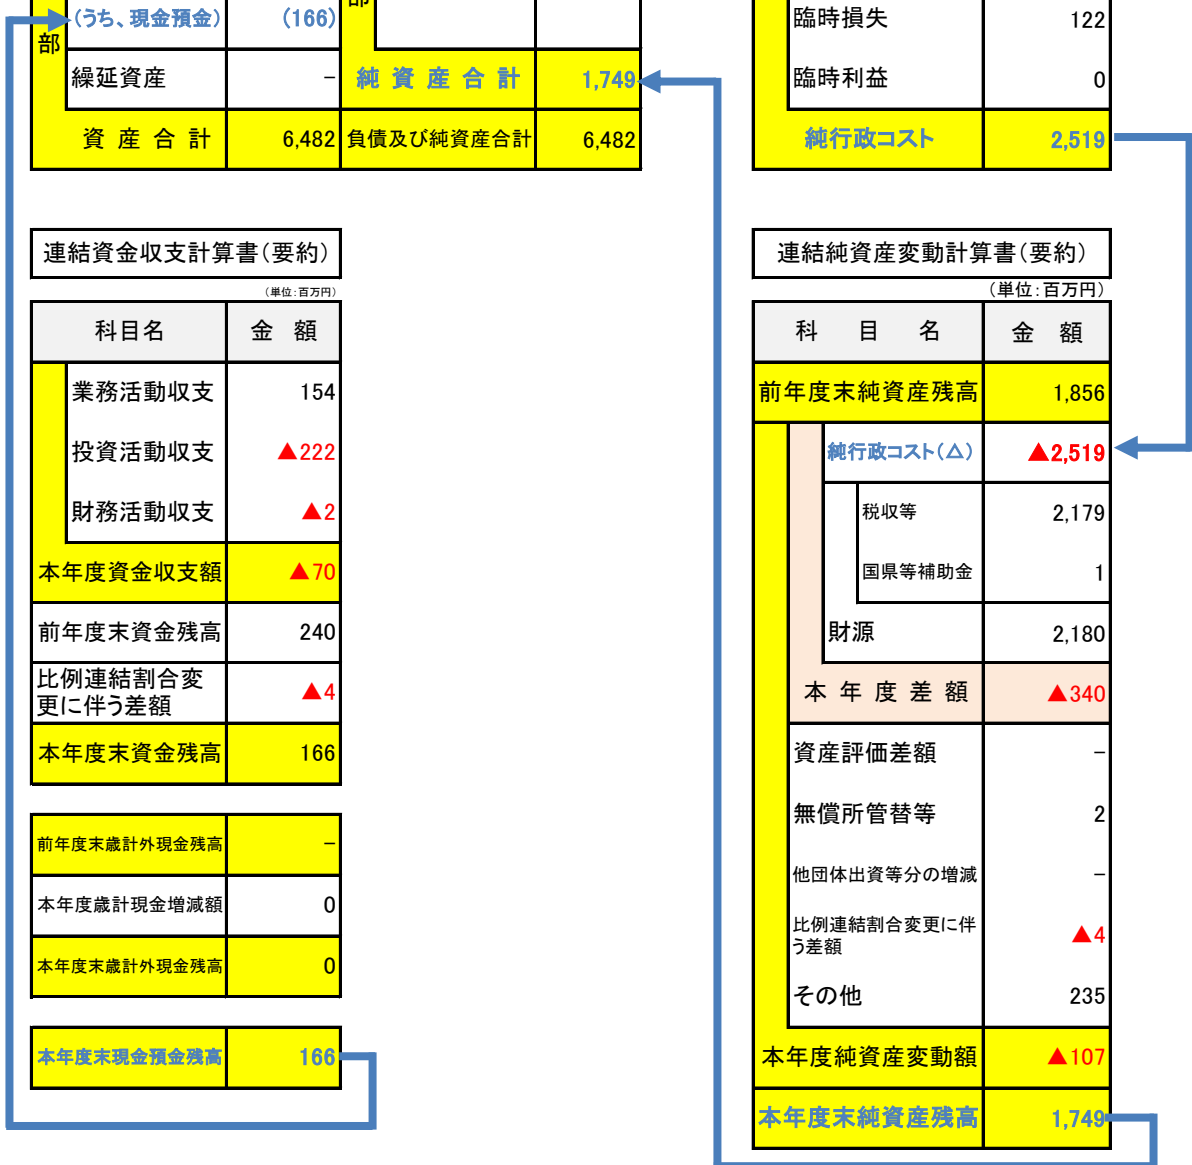 部
(うち、現金預金) (166)
繰延資産 － 純資産合計 1,749
資産合計 6,482 負債及び純資産合計 6,482
臨時損失 122
臨時利益 0
純行政コスト 2,519
連結資金収支計算書(要約)
(単位:百万円)
科目名 金額
業務活動収支 154
投資活動収支 ▲222
財務活動収支 ▲2
本年度資金収支額 ▲70
前年度末資金残高 240
比例連結割合変
更に伴う差額 ▲4
本年度末資金残高 166
前年度末歳計外現金残高 －
本年度歳計現金増減額 0
本年度末歳計外現金残高 0
本年度末現金預金残高 166
連結純資産変動計算書(要約)
(単位:百万円)
科目名 金額
前年度末純資産残高 1,856
純行政コスト(△) ▲2,519
税収等 2,179
国県等補助金 1
財源 2,180
本年度差額 ▲340
資産評価差額 －
無償所管替等 2
他団体出資等分の増減 －
比例連結割合変更に伴
う差額 ▲4
その他 235
本年度純資産変動額 ▲107
本年度末純資産残高 1,749